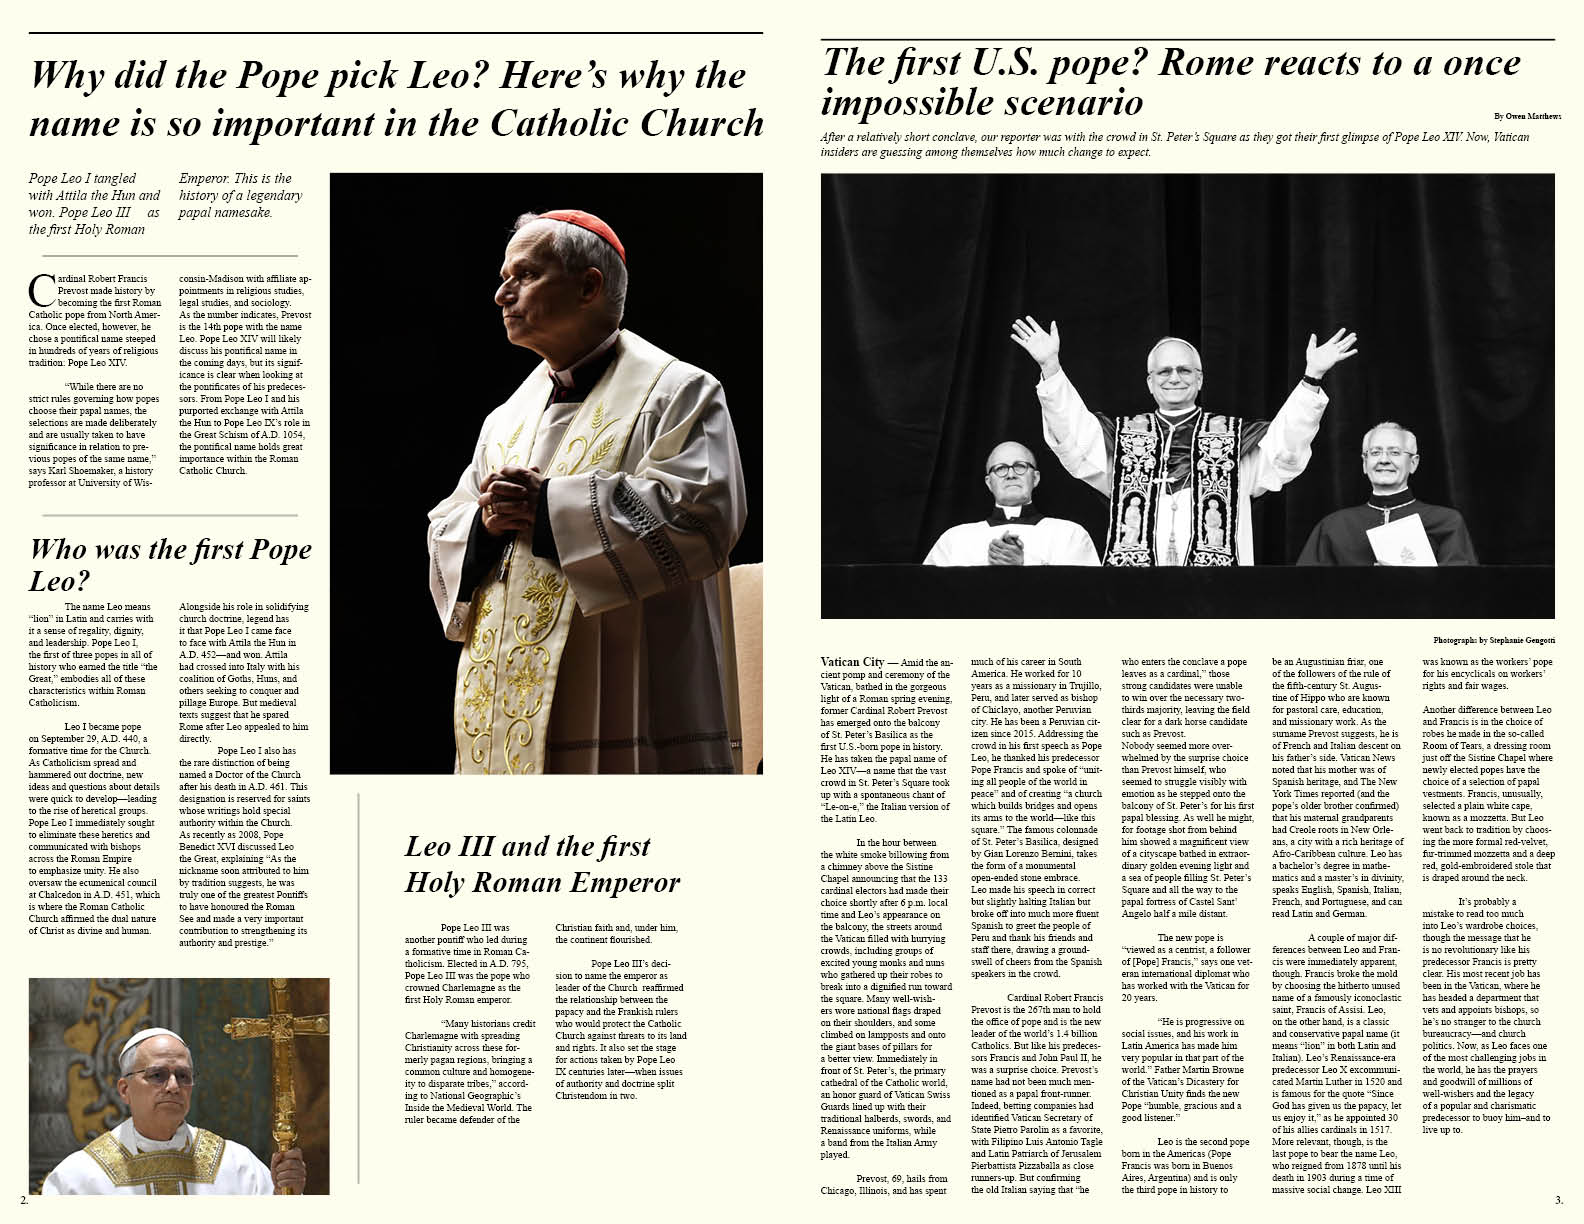 Why did the Pope pick Leo? Here's why the
name is so important in the Catholic Church
Pope Leo I tangled
with Attila the Hun and
won. Pope Leo III as
the first Holy Roman
Emperor. This is the
history of a legendary
papal namesake.
Cardinal Robert Francis
Prevost made history by
becoming the first Roman
Catholic pope from North Amer-
ica. Once elected, however, he
chose a pontifical name steeped
in hundreds of years of religious
tradition: Pope Leo XIV.
“While there are no
strict rules governing how popes
choose their papal names, the
selections are made deliberately
and are usually taken to have
significance in relation to pre-
vious popes of the same name,”
says Karl Shoemaker, a history
professor at University of Wis-
consin-Madison with affiliate ap-
pointments in religious studies,
legal studies, and sociology.
As the number indicates, Prevost
is the 14th pope with the name
Leo. Pope Leo XIV will likely
discuss his pontifical name in
the coming days, but its signif-
icance is clear when looking at
the pontificates of his predeces-
sors. From Pope Leo I and his
purported exchange with Attila
the Hun to Pope Leo IX's role in
the Great Schism of A.D. 1054,
the pontifical name holds great
importance within the Roman
Catholic Church.
Who was the first Pope
Leo?
The name Leo means
“lion” in Latin and carries with
it a sense of regality, dignity,
and leadership. Pope Leo I,
the first of three popes in all of
history who earned the title “the
Great,” embodies all of these
characteristics within Roman
Catholicism.
Leo I became pope
on September 29, A.D. 440, a
formative time for the Church.
As Catholicism spread and
hammered out doctrine, new
ideas and questions about details
were quick to develop—leading
to the rise of heretical groups.
Pope Leo I immediately sought
to eliminate these heretics and
communicated with bishops
across the Roman Empire
to emphasize unity. He also
oversaw the ecumenical council
at Chalcedon in A.D. 451, which
is where the Roman Catholic
Church affirmed the dual nature
of Christ as divine and human.
Alongside his role in solidifying
church doctrine, legend has
it that Pope Leo I came face
to face with Attila the Hun in
A.D. 452—and won. Attila
had crossed into Italy with his
coalition of Goths, Huns, and
others seeking to conquer and
pillage Europe. But medieval
texts suggest that he spared
Rome after Leo appealed to him
directly.
Pope Leo I also has
the rare distinction of being
named a Doctor of the Church
after his death in A.D. 461. This
designation is reserved for saints
whose writings hold special
authority within the Church.
As recently as 2008, Pope
Benedict XVI discussed Leo
the Great, explaining “As the
nickname soon attributed to him
by tradition suggests, he was
truly one of the greatest Pontiffs
to have honoured the Roman
See and made a very important
contribution to strengthening its
authority and prestige.”
Leo III and the first
Holy Roman Emperor
Pope Leo III was
another pontiff who led during
a formative time in Roman Ca-
tholicism. Elected in A.D. 795,
Pope Leo III was the pope who
crowned Charlemagne as the
first Holy Roman emperor.
“Many historians credit
Charlemagne with spreading
Christianity across these for-
merly pagan regions, bringing a
common culture and homogene-
ity to disparate tribes,” accord-
ing to National Geographic's
Inside the Medieval World. The
ruler became defender of the
Christian faith and, under him,
the continent flourished.
Pope Leo III's deci-
sion to name the emperor as
leader of the Church reaffirmed
the relationship between the
papacy and the Frankish rulers
who would protect the Catholic
Church against threats to its land
and rights. It also set the stage
for actions taken by Pope Leo
IX centuries later—when issues
of authority and doctrine split
Christendom in two.
2.
The first U.S. pope? Rome reacts to a once
impossible scenario
By Owen Matthews
After a relatively short conclave, our reporter was with the crowd in St. Peter's Square as they got their first glimpse of Pope Leo XIV. Now, Vatican
insiders are guessing among themselves how much change to expect.
Photographs by Stephanie Gengotti
Vatican City — Amid the an-
cient pomp and ceremony of the
Vatican, bathed in the gorgeous
light of a Roman spring evening,
former Cardinal Robert Prevost
has emerged onto the balcony
of St. Peter's Basilica as the
first U.S.-born pope in history.
He has taken the papal name of
Leo XIV—a name that the vast
crowd in St. Peter's Square took
up with a spontaneous chant of
“Le-on-e,” the Italian version of
the Latin Leo.
In the hour between
the white smoke billowing from
a chimney above the Sistine
Chapel announcing that the 133
cardinal electors had made their
choice shortly after 6 p.m. local
time and Leo's appearance on
the balcony, the streets around
the Vatican filled with hurrying
crowds, including groups of
excited young monks and nuns
who gathered up their robes to
break into a dignified run toward
the square. Many well-wish-
ers wore national flags draped
on their shoulders, and some
climbed on lampposts and onto
the giant bases of pillars for
a better view. Immediately in
front of St. Peter's, the primary
cathedral of the Catholic world,
an honor guard of Vatican Swiss
Guards lined up with their
traditional halberds, swords, and
Renaissance uniforms, while
a band from the Italian Army
played.
Prevost, 69, hails from
Chicago, Illinois, and has spent
much of his career in South
America. He worked for 10
years as a missionary in Trujillo,
Peru, and later served as bishop
of Chiclayo, another Peruvian
city. He has been a Peruvian cit-
izen since 2015. Addressing the
crowd in his first speech as Pope
Leo, he thanked his predecessor
Pope Francis and spoke of “unit-
ing all people of the world in
peace” and of creating “a church
which builds bridges and opens
its arms to the world—like this
square.” The famous colonnade
of St. Peter's Basilica, designed
by Gian Lorenzo Bernini, takes
the form of a monumental
open-ended stone embrace.
Leo made his speech in correct
but slightly halting Italian but
broke off into much more fluent
Spanish to greet the people of
Peru and thank his friends and
staff there, drawing a ground-
swell of cheers from the Spanish
speakers in the crowd.
Cardinal Robert Francis
Prevost is the 267th man to hold
the office of pope and is the new
leader of the world's 1.4 billion
Catholics. But like his predeces-
sors Francis and John Paul II, he
was a surprise choice. Prevost's
name had not been much men-
tioned as a papal front-runner.
Indeed, betting companies had
identified Vatican Secretary of
State Pietro Parolin as a favorite,
with Filipino Luis Antonio Tagle
and Latin Patriarch of Jerusalem
Pierbattista Pizzaballa as close
runners-up. But confirming
the old Italian saying that “he
who enters the conclave a pope
leaves as a cardinal,” those
strong candidates were unable
to win over the necessary two-
thirds majority, leaving the field
clear for a dark horse candidate
such as Prevost.
Nobody seemed more over-
whelmed by the surprise choice
than Prevost himself, who
seemed to struggle visibly with
emotion as he stepped onto the
balcony of St. Peter's for his first
papal blessing. As well he might,
for footage shot from behind
him showed a magnificent view
of a cityscape bathed in extraor-
dinary golden evening light and
a sea of people filling St. Peter's
Square and all the way to the
papal fortress of Castel Sant'
Angelo half a mile distant.
The new pope is
“viewed as a centrist, a follower
of [Pope] Francis,” says one vet-
eran international diplomat who
has worked with the Vatican for
20 years.
“He is progressive on
social issues, and his work in
Latin America has made him
very popular in that part of the
world.” Father Martin Browne
of the Vatican's Dicastery for
Christian Unity finds the new
Pope “humble, gracious and a
good listener.”
Leo is the second pope
born in the Americas (Pope
Francis was born in Buenos
Aires, Argentina) and is only
the third pope in history to
be an Augustinian friar, one
of the followers of the rule of
the fifth-century St. Augus-
tine of Hippo who are known
for pastoral care, education,
and missionary work. As the
surname Prevost suggests, he is
of French and Italian descent on
his father's side. Vatican News
noted that his mother was of
Spanish heritage, and The New
York Times reported (and the
pope's older brother confirmed)
that his maternal grandparents
had Creole roots in New Orle-
ans, a city with a rich heritage of
Afro-Caribbean culture. Leo has
a bachelor's degree in mathe-
matics and a master's in divinity,
speaks English, Spanish, Italian,
French, and Portuguese, and can
read Latin and German.
A couple of major dif-
ferences between Leo and Fran-
cis were immediately apparent,
though. Francis broke the mold
by choosing the hitherto unused
name of a famously iconoclastic
saint, Francis of Assisi. Leo,
on the other hand, is a classic
and conservative papal name (it
means “lion” in both Latin and
Italian). Leo's Renaissance-era
predecessor Leo X excommuni-
cated Martin Luther in 1520 and
is famous for the quote “Since
God has given us the papacy, let
us enjoy it,” as he appointed 30
of his allies cardinals in 1517.
More relevant, though, is the
last pope to bear the name Leo,
who reigned from 1878 until his
death in 1903 during a time of
massive social change. Leo XIII
was known as the workers' pope
for his encyclicals on workers'
rights and fair wages.
Another difference between Leo
and Francis is in the choice of
robes he made in the so-called
Room of Tears, a dressing room
just off the Sistine Chapel where
newly elected popes have the
choice of a selection of papal
vestments. Francis, unusually,
selected a plain white cape,
known as a mozzetta. But Leo
went back to tradition by choos-
ing the more formal red-velvet,
fur-trimmed mozzetta and a deep
red, gold-embroidered stole that
is draped around the neck.
It's probably a
mistake to read too much
into Leo's wardrobe choices,
though the message that he
is no revolutionary like his
predecessor Francis is pretty
clear. His most recent job has
been in the Vatican, where he
has headed a department that
vets and appoints bishops, so
he's no stranger to the church
bureaucracy—and church
politics. Now, as Leo faces one
of the most challenging jobs in
the world, he has the prayers
and goodwill of millions of
well-wishers and the legacy
of a popular and charismatic
predecessor to buoy him–and to
live up to.
3.